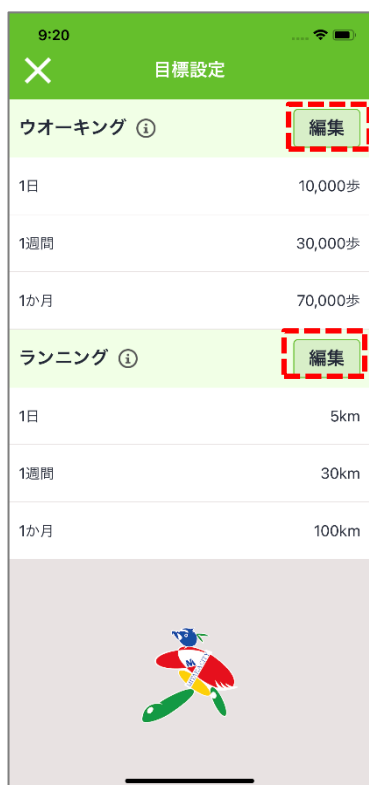 9:20
目標設定
ウオーキング
編集
1日 10,000歩
1週間 30,000歩
1か月 70,000歩
ランニング
編集
1日 5km
1週間 30km
1か月 100km